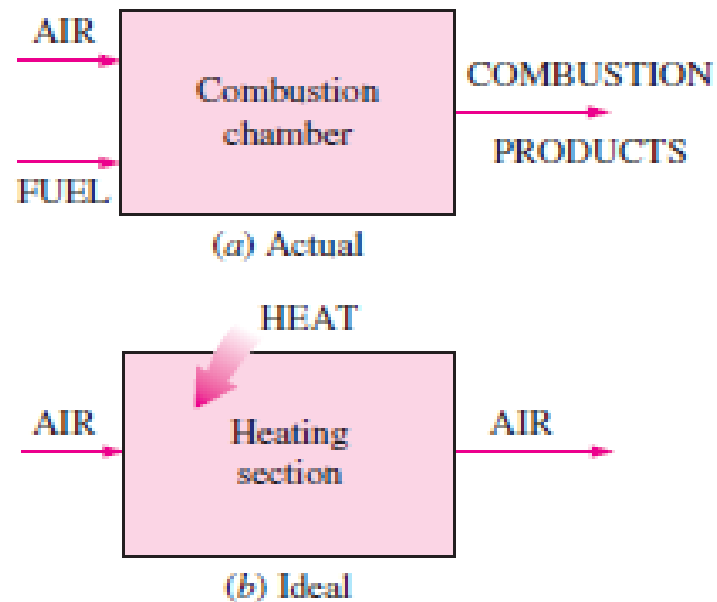 AIR
COMBUSTION
Combustion
chamber
PRODUCTS
FUEL
(a) Actual
HEAT
AIR
AIR
Heating
section
(b) Ideal